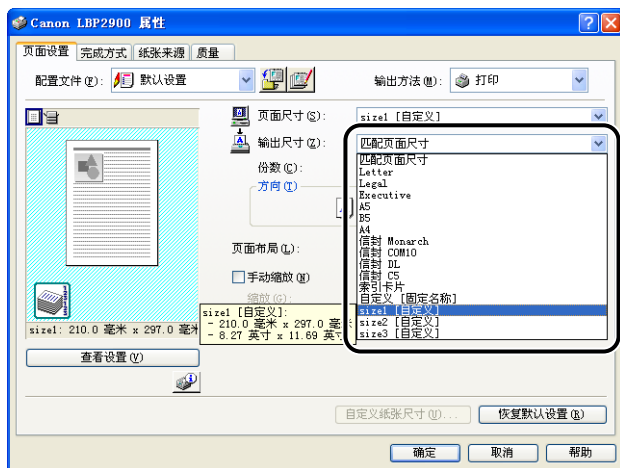 Canon LBP2900 属性
页面设置 完成方式 纸张来源 质量
配置文件(F): 默认设置 输出方法(M): 打印
页面尺寸(S): size1 [自定义]
输出尺寸(Z): 匹配页面尺寸
份数(C):
方向(T)
A
页面布局(L):
手动缩放(N)
缩放(G):
匹配页面尺寸
Letter
Legal
Executive
A5
B5
A4
信封 Monarch
信封 COM10
信封 DL
信封 C5
索引卡片
自定义 [固定名称]
size1 [自定义]
size2 [自定义]
size3 [自定义]
size1 [自定义]:
- 210.0 毫米 x 297.0 毫米
- 8.27 英寸 x 11.69 英寸
size1: 210.0 毫米 x 297.0 毫米
查看设置(V)
自定义纸张尺寸(U)... 恢复默认设置(R)
确定 取消 帮助